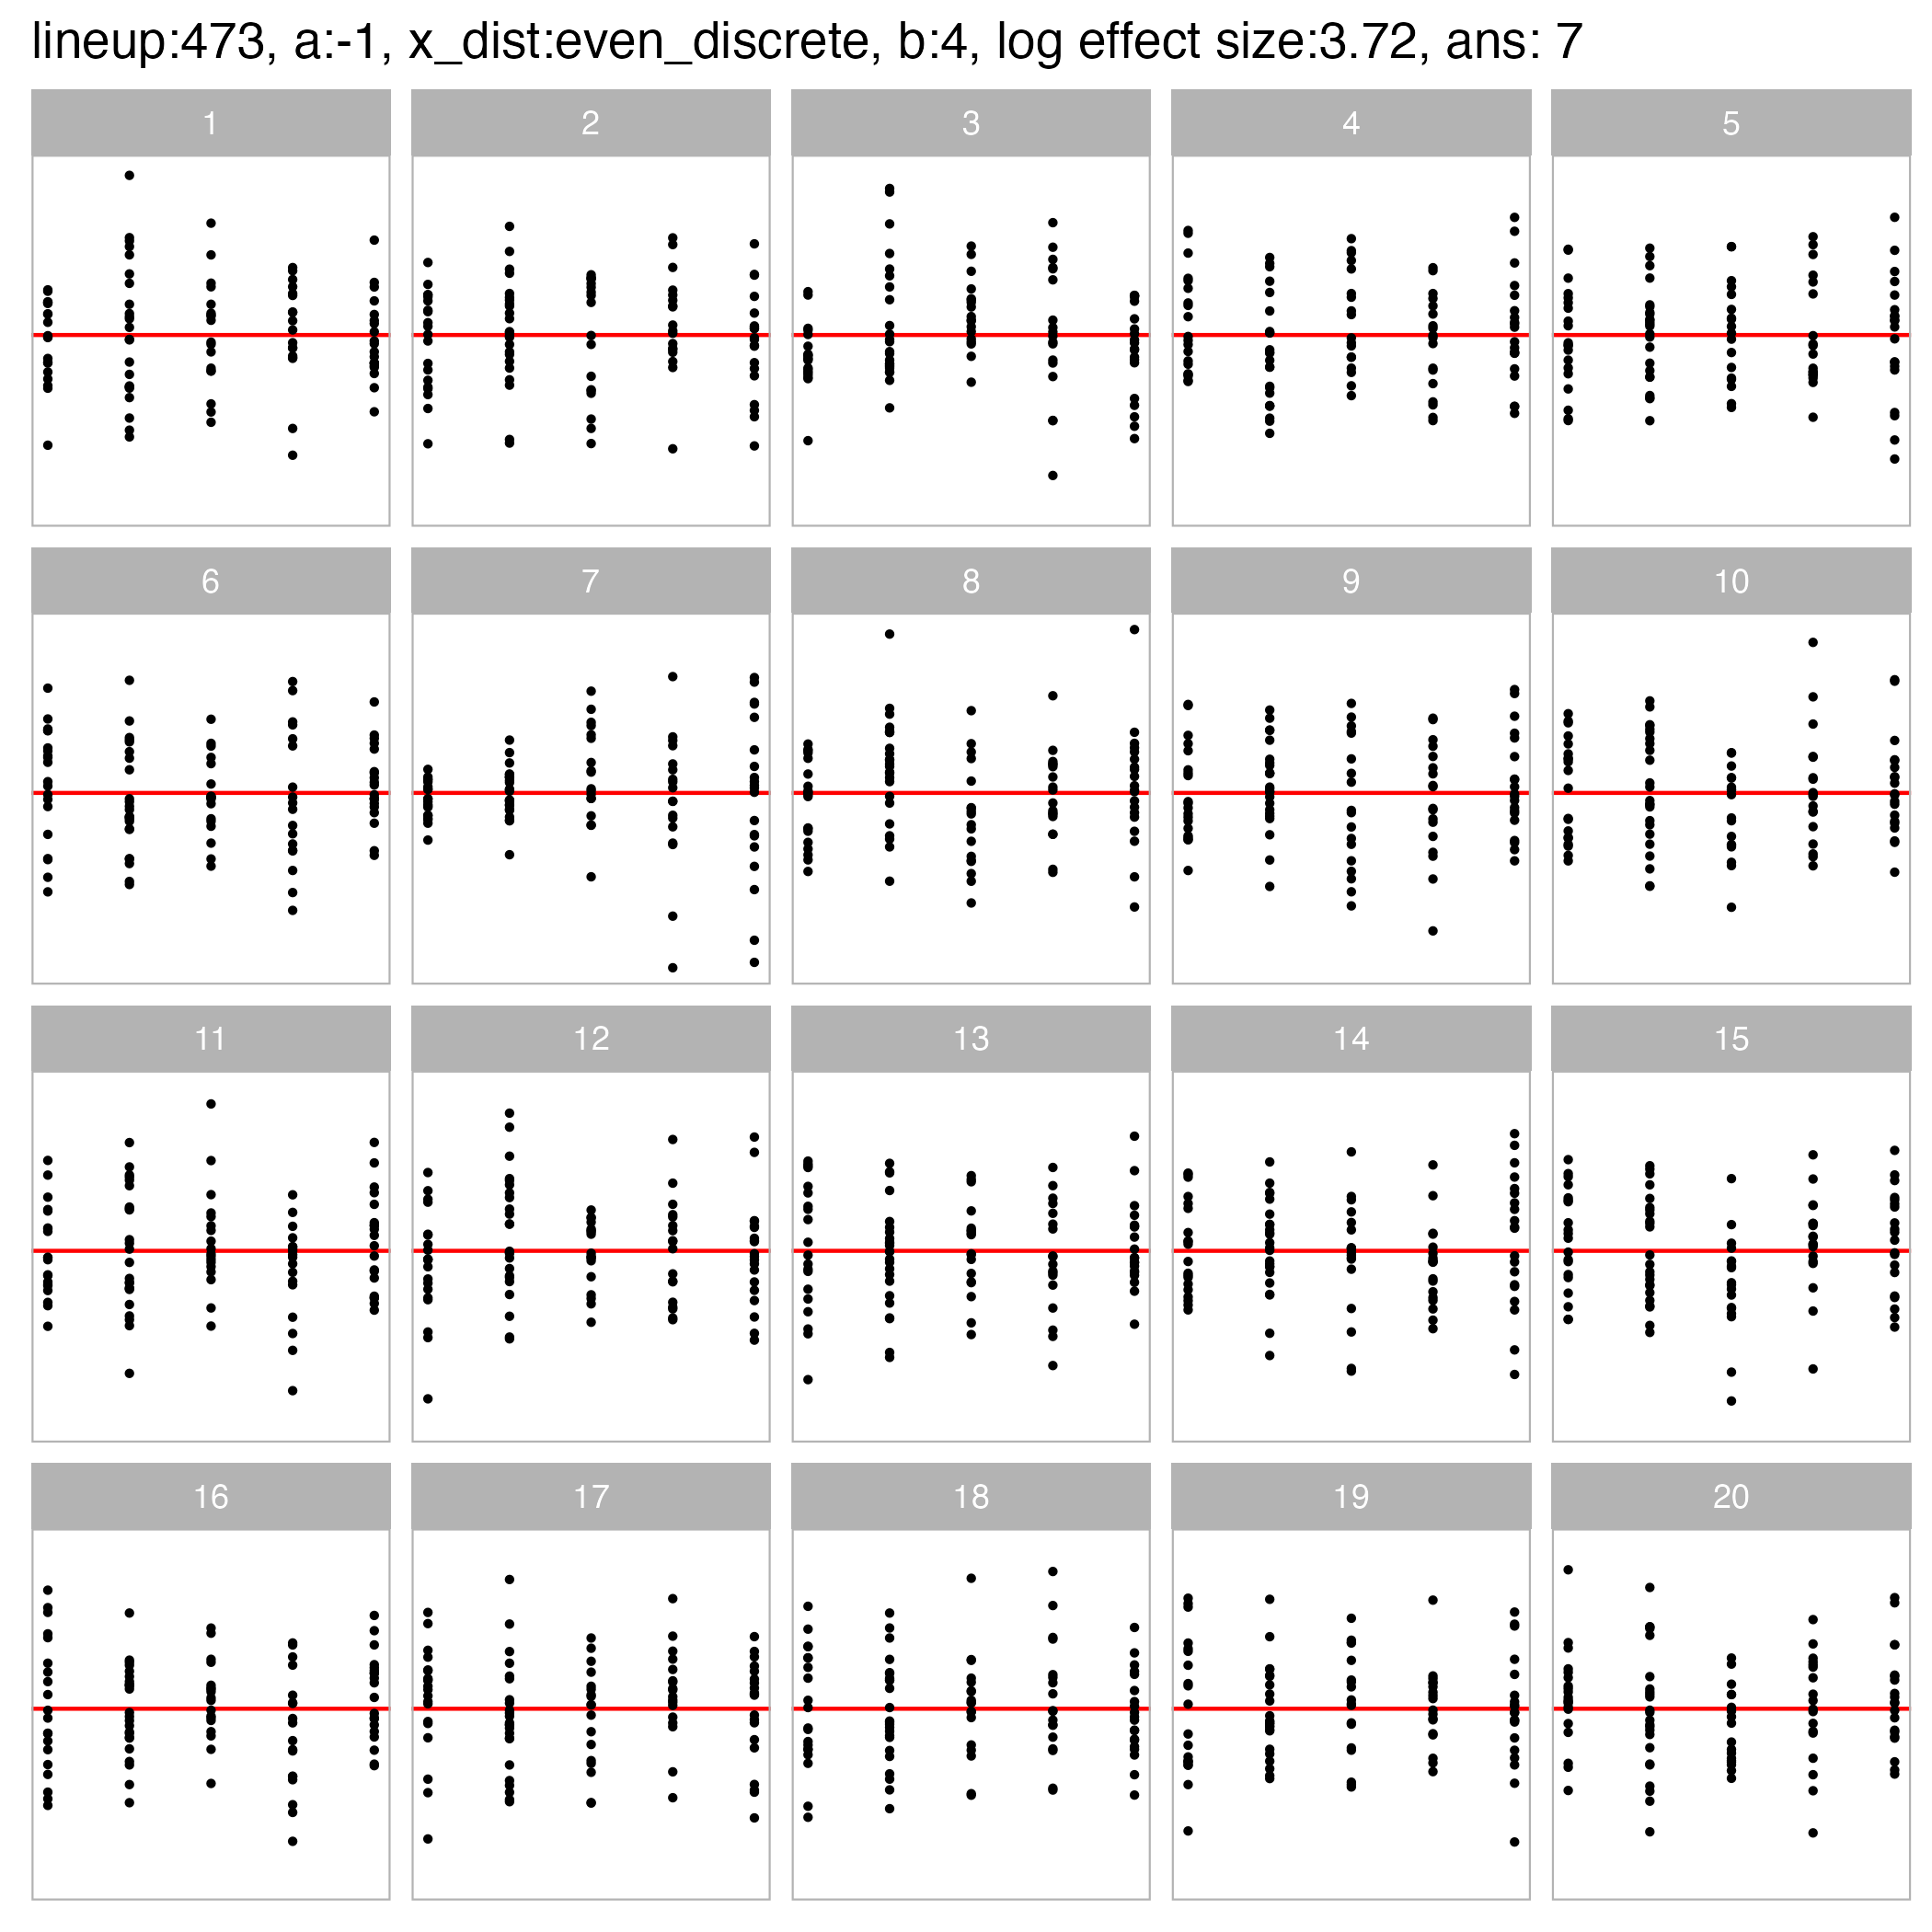 lineup:473, a:-1, x_dist:even_discrete, b:4, log effect size:3.72, ans: 7
1 2 3 4 5
6 7 8 9 10
11 12 13 14 15
16 17 18 19 20